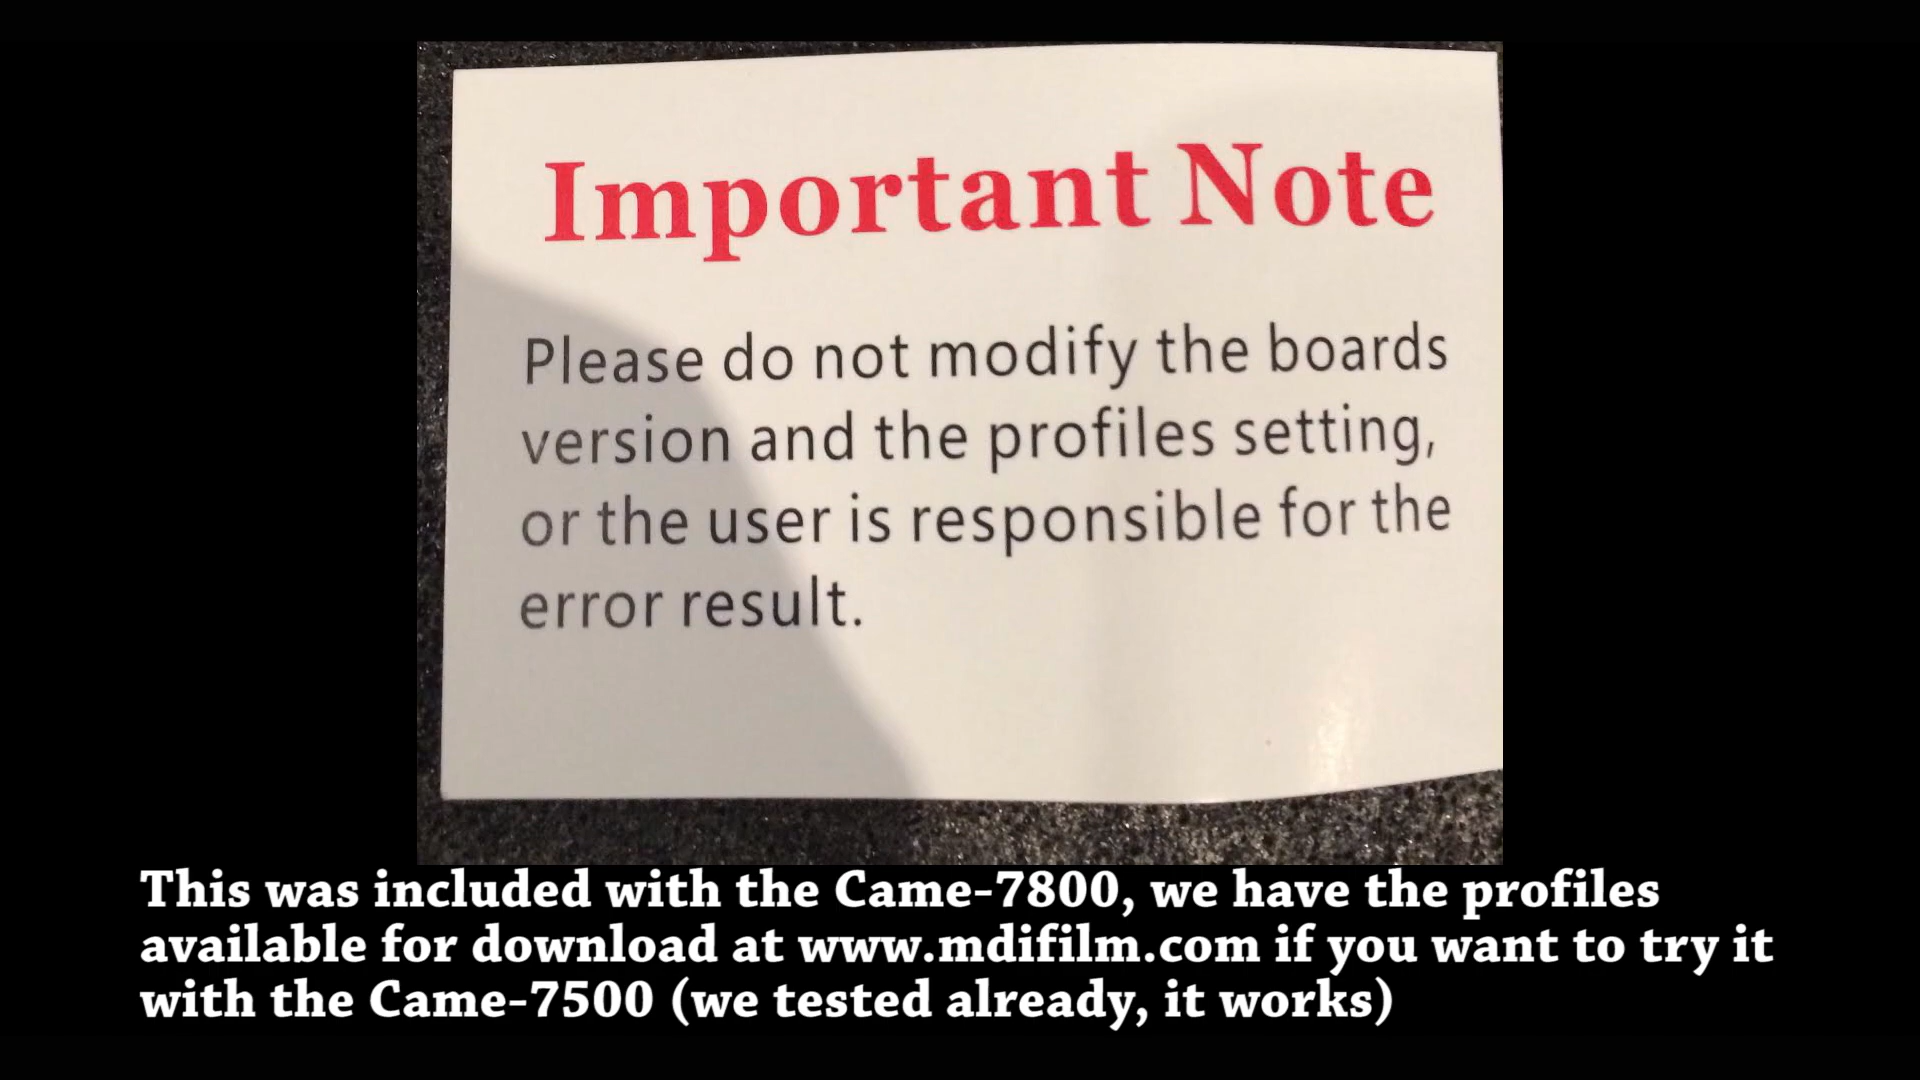 Important Note
Please do not modify the boards
version and the profiles setting,
or the user is responsible for the
error result.
This was included with the Came-7800, we have the profiles
available for download at www.mdifilm.com if you want to try it
with the Came-7500 (we tested already, it works)